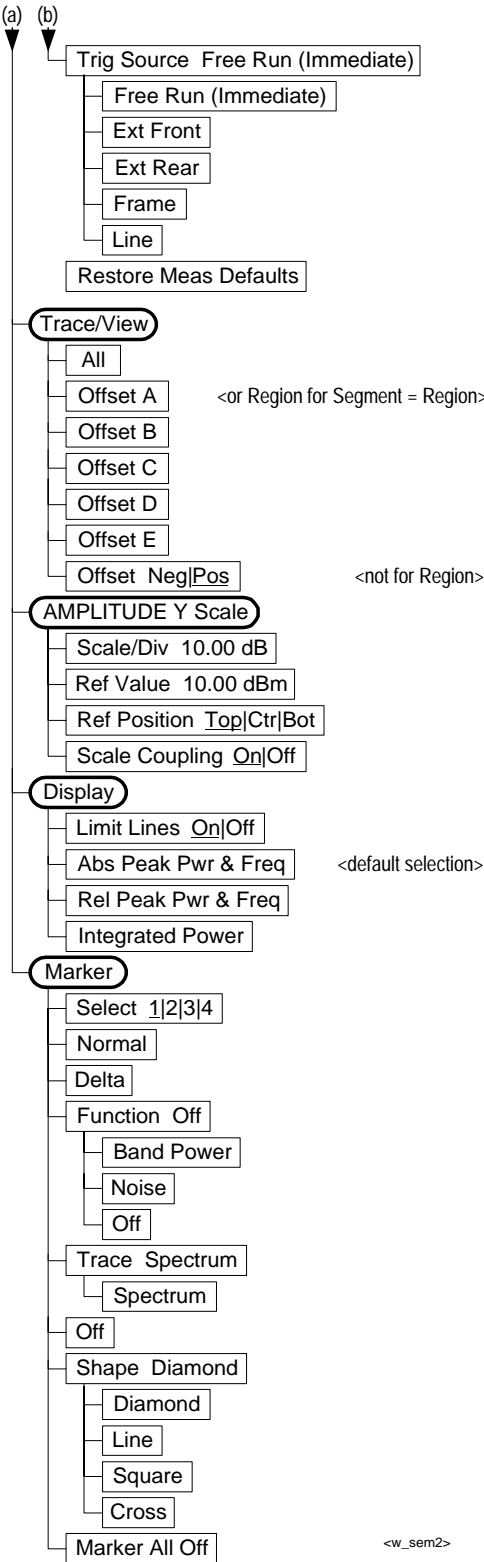 (a) (b)
Trig Source Free Run (Immediate)
Free Run (Immediate)
Ext Front
Ext Rear
Frame
Line
Restore Meas Defaults
Trace/View
All
Offset A <or Region for Segment = Region>
Offset B
Offset C
Offset D
Offset E
Offset Neg|Pos <not for Region>
AMPLITUDE Y Scale
Scale/Div 10.00 dB
Ref Value 10.00 dBm
Ref Position Top|Ctr|Bot
Scale Coupling On|Off
Display
Limit Lines On|Off
Abs Peak Pwr & Freq <default selection>
Rel Peak Pwr & Freq
Integrated Power
Marker
Select 1|2|3|4
Normal
Delta
Function Off
Band Power
Noise
Off
Trace Spectrum
Spectrum
Off
Shape Diamond
Diamond
Line
Square
Cross
Marker All Off <w_sem2>